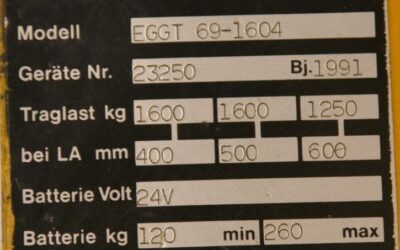 Modell EGGT 69-1604
Geräte Nr. 23250 Bj. 1991
Traglast kg 1600 1600 1250
bei LA mm 400 500 600
Batterie Volt 24V
Batterie kg 120 min 260 max